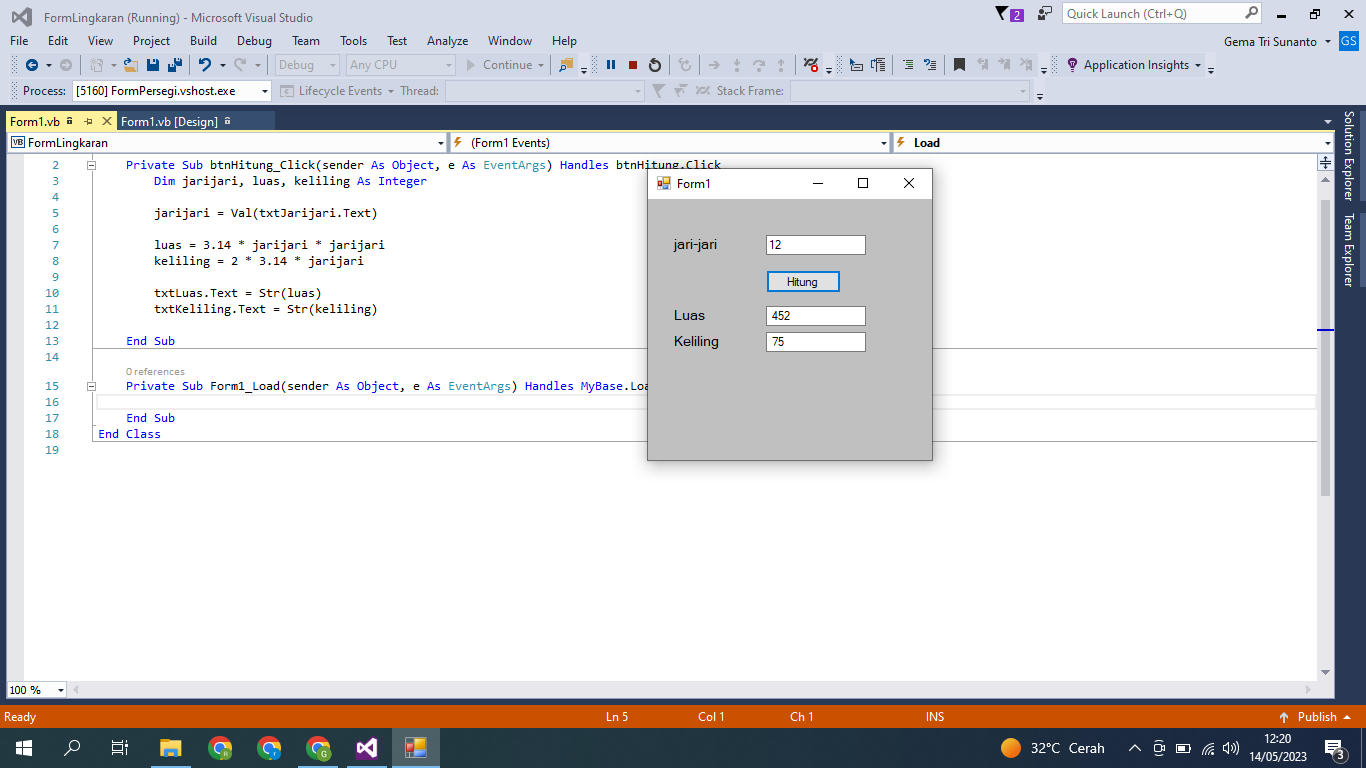 FormLingkaran (Running) - Microsoft Visual Studio
2
Quick Launch (Ctrl+Q)
File Edit View Project Build Debug Team Tools Test Analyze Window Help
Gema Tri Sunanto GS
Debug Any CPU Continue Application Insights
Process: [5160] FormPersegi.vshost.exe Lifecycle Events Thread: Stack Frame:
Form1.vb Form1.vb [Design]
VB FormLingkaran (Form1 Events) Load
2 Private Sub btnHitung_Click(sender As Object, e As EventArgs) Handles btnHitung.Click
3 Dim jarijari, luas, keliling As Integer
4
5 jarijari = Val(txtJarijari.Text)
6
7 luas = 3.14 * jarijari * jarijari
8 keliling = 2 * 3.14 * jarijari
9
10 txtLuas.Text = Str(luas)
11 txtKeliling.Text = Str(keliling)
12
13 End Sub
14
0 references
15 Private Sub Form1_Load(sender As Object, e As EventArgs) Handles MyBase.Loa
16
17 End Sub
18 End Class
19
Form1
jari-jari 12
Hitung
Luas 452
Keliling 75
Solution Explorer
Team Explorer
100 %
Ready Ln 5 Col 1 Ch 1 INS Publish
32°C Cerah
12:20
14/05/2023
3